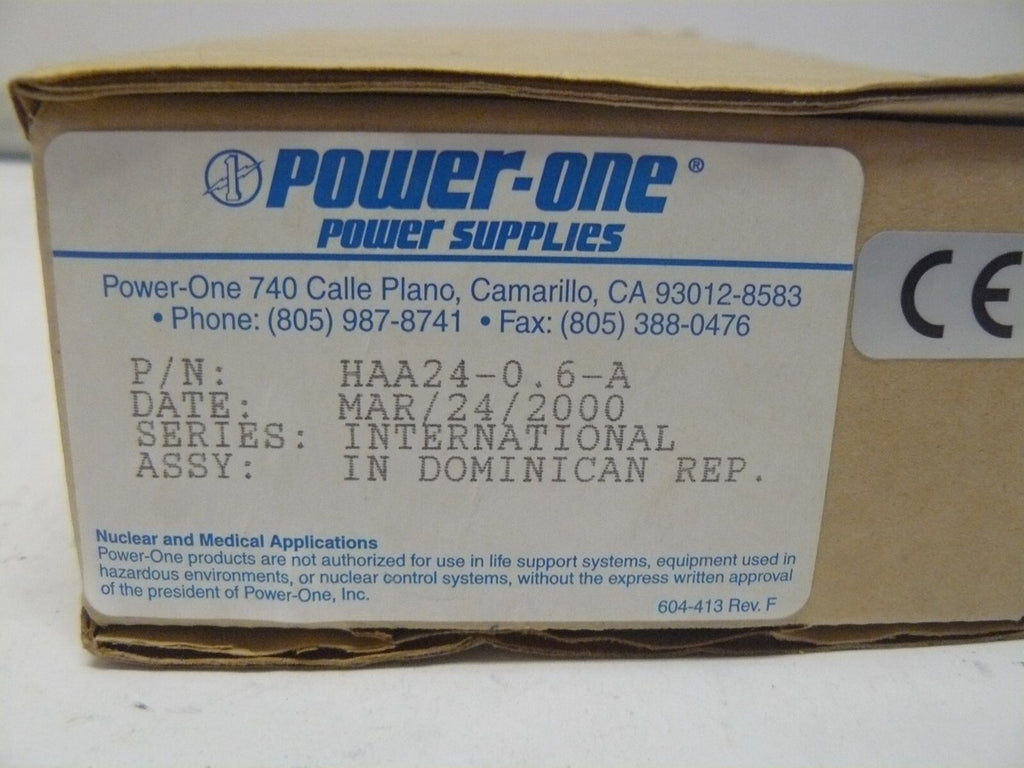 POWER-ONE®
POWER SUPPLIES
Power-One 740 Calle Plano, Camarillo, CA 93012-8583
• Phone: (805) 987-8741 • Fax: (805) 388-0476
P/N: HAA24-0.6-A
DATE: MAR/24/2000
SERIES: INTERNATIONAL
ASSY: IN DOMINICAN REP.
Nuclear and Medical Applications
Power-One products are not authorized for use in life support systems, equipment used in
hazardous environments, or nuclear control systems, without the express written approval
of the president of Power-One, Inc.
604-413 Rev. F
CE